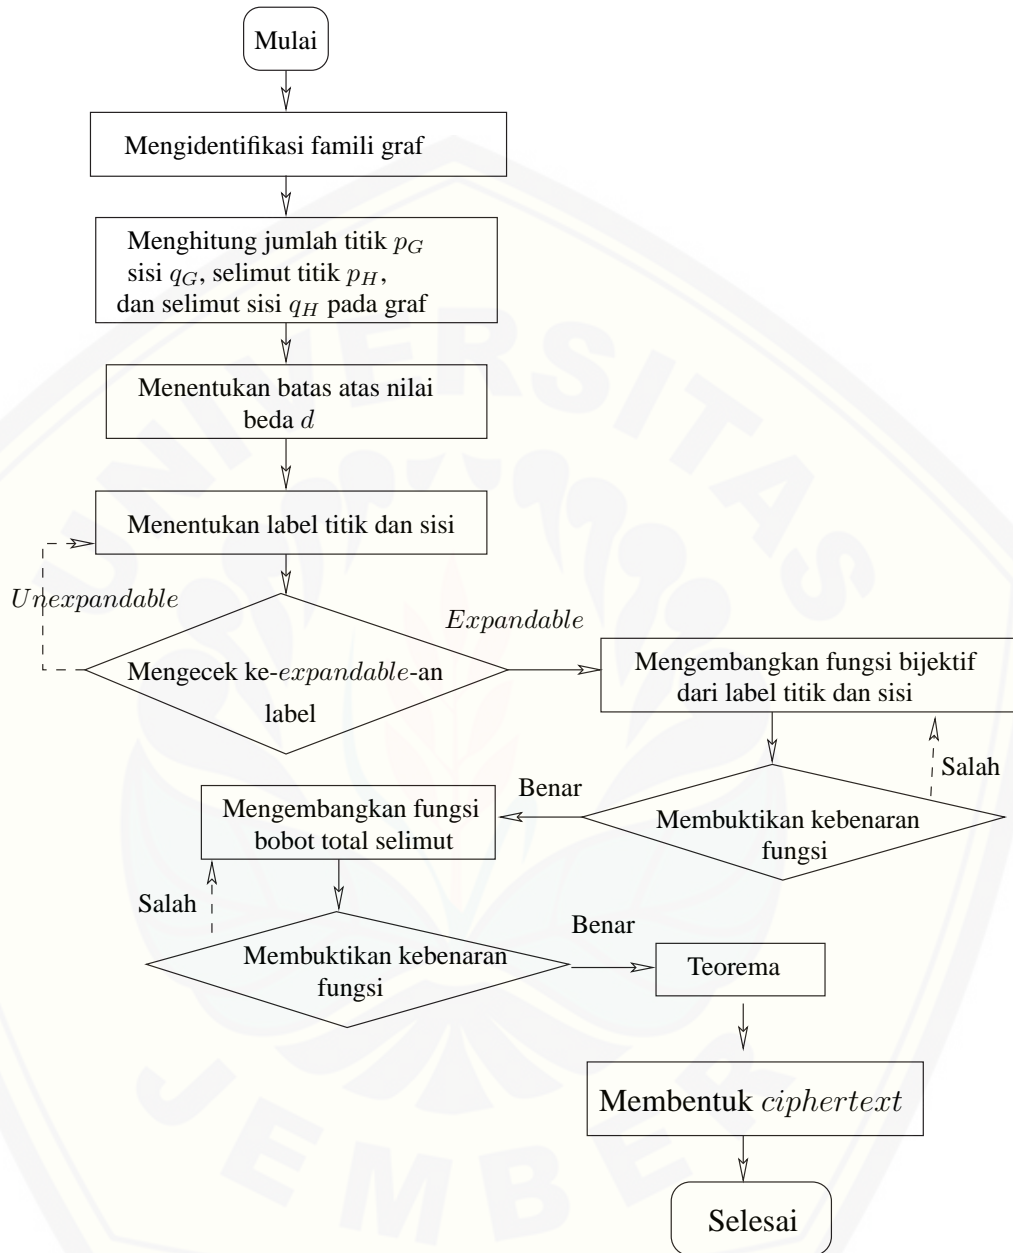 Mulai
Mengidentifikasi famili graf
Menghitung jumlah titik $p_G$
sisi $q_G$, selimut titik $p_H$,
dan selimut sisi $q_H$ pada graf
Menentukan batas atas nilai
beda $d$
Menentukan label titik dan sisi
Unexpandable
Expandable
Mengecek ke-expandable-an
label
Mengembangkan fungsi bijektif
dari label titik dan sisi
Salah
Benar
Membuktikan kebenaran
fungsi
Mengembangkan fungsi
bobot total selimut
Salah
Benar
Membuktikan kebenaran
fungsi
Teorema
Membentuk ciphertext
Selesai
UNIVERSITAS
JEMBER